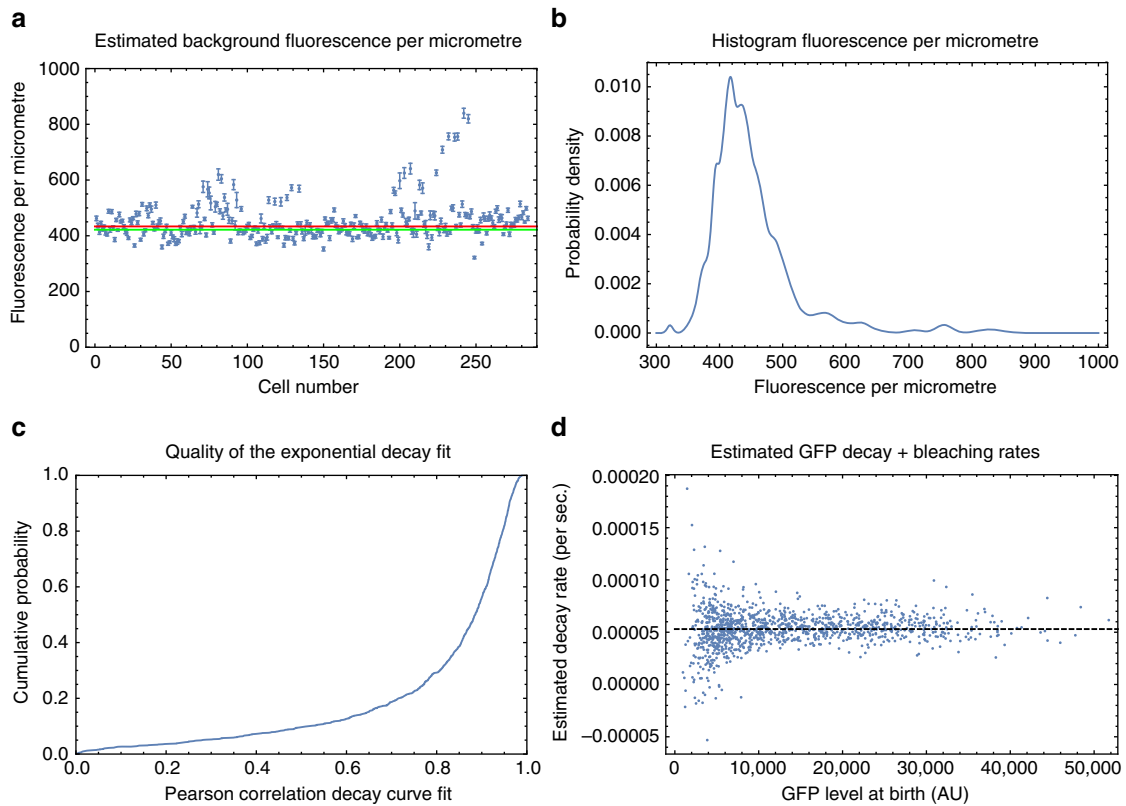 a
Estimated background fluorescence per micrometre
Fluorescence per micrometre
1000
800
600
400
200
0
0 50 100 150 200 250
Cell number
b
Histogram fluorescence per micrometre
Probability density
0.010
0.008
0.006
0.004
0.002
0.000
300 400 500 600 700 800 900 1000
Fluorescence per micrometre
c
Quality of the exponential decay fit
Cumulative probability
1.0
0.8
0.6
0.4
0.2
0.0
0.0 0.2 0.4 0.6 0.8 1.0
Pearson correlation decay curve fit
d
Estimated GFP decay + bleaching rates
Estimated decay rate (per sec.)
0.00020
0.00015
0.00010
0.00005
0.00000
–0.00005
0 10,000 20,000 30,000 40,000 50,000
GFP level at birth (AU)